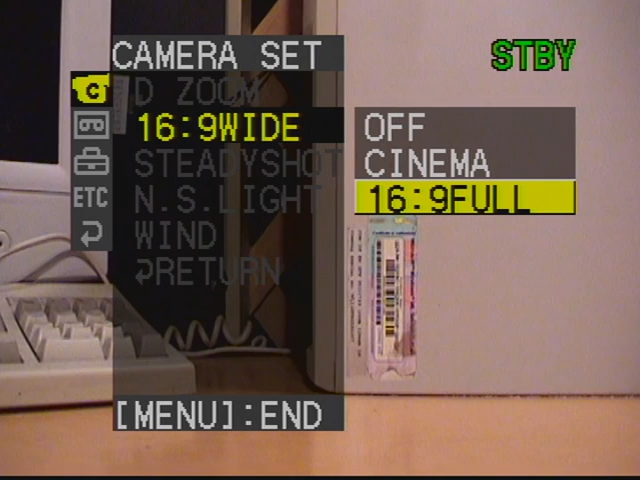 CAMERA SET
STBY
C
D ZOOM
16:9WIDE
OFF
CINEMA
STEADYSHOT
16:9FULL
ETC
N.S.LIGHT
WIND
RETURN
[MENU]:END